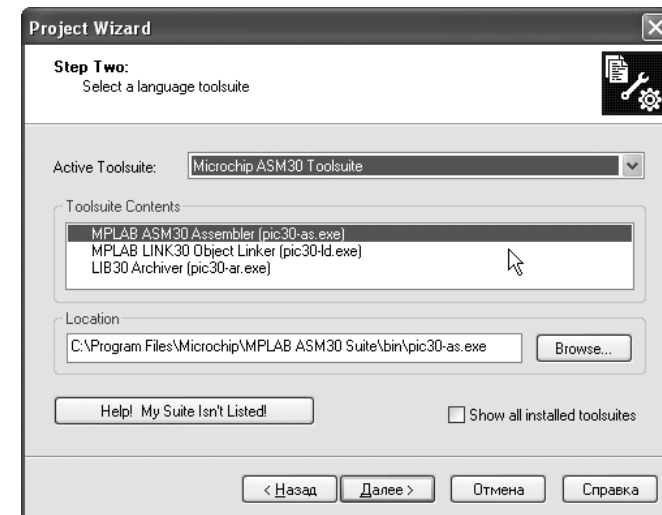 Project Wizard
Step Two:
Select a language toolsuite
Active Toolsuite: Microchip ASM30 Toolsuite
Toolsuite Contents
MPLAB ASM30 Assembler (pic30-as.exe)
MPLAB LINK30 Object Linker (pic30-ld.exe)
LIB30 Archiver (pic30-ar.exe)
Location
C:\Program Files\Microchip\MPLAB ASM30 Suite\bin\pic30-as.exe Browse...
Help! My Suite Isn't Listed! Show all installed toolsuites
< Назад Далее > Отмена Справка